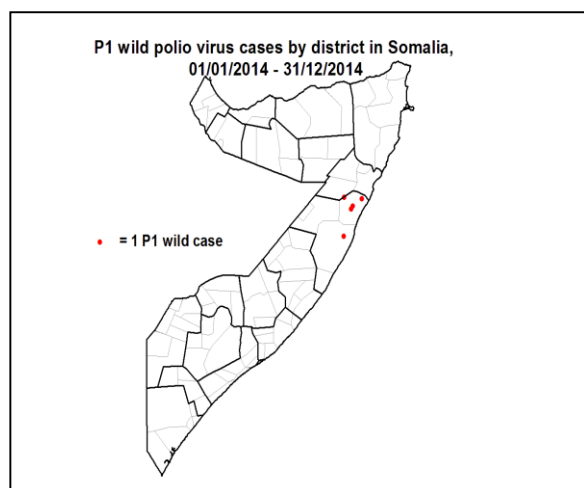 P1 wild polio virus cases by district in Somalia,
01/01/2014 - 31/12/2014
= 1 P1 wild case